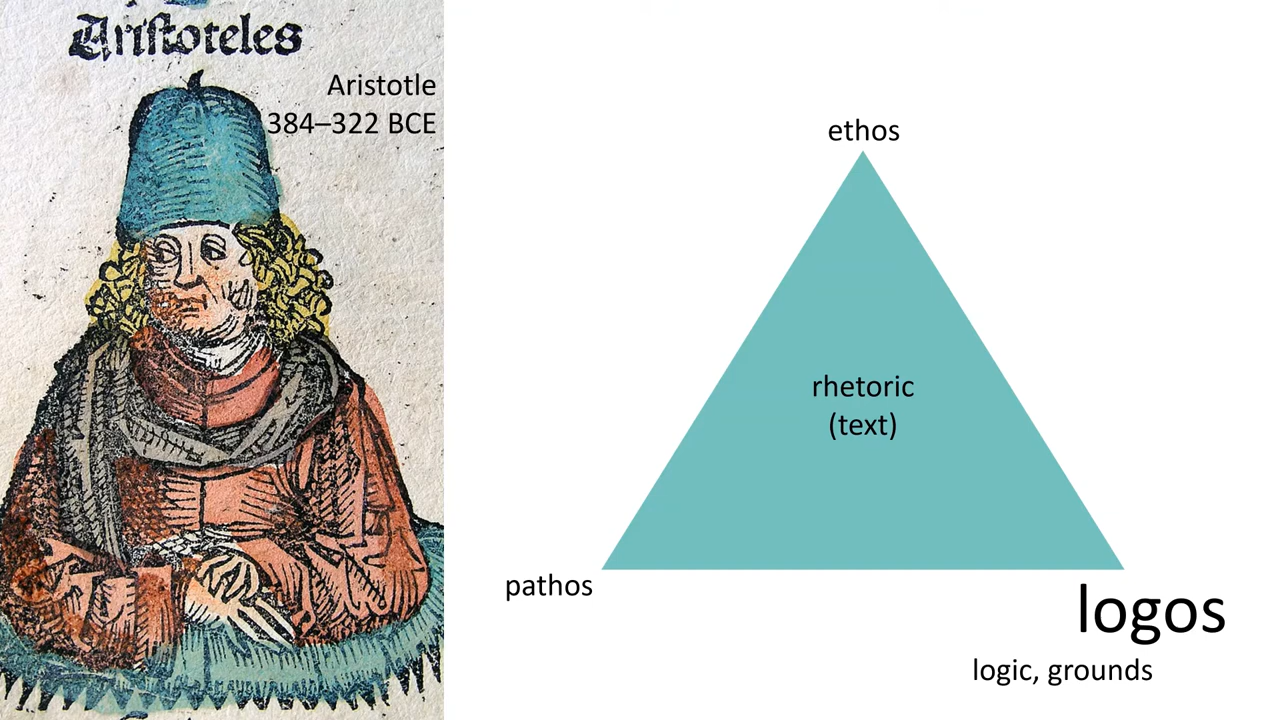 Aristoteles
Aristotle
384–322 BCE
ethos
rhetoric
(text)
pathos
logos
logic, grounds